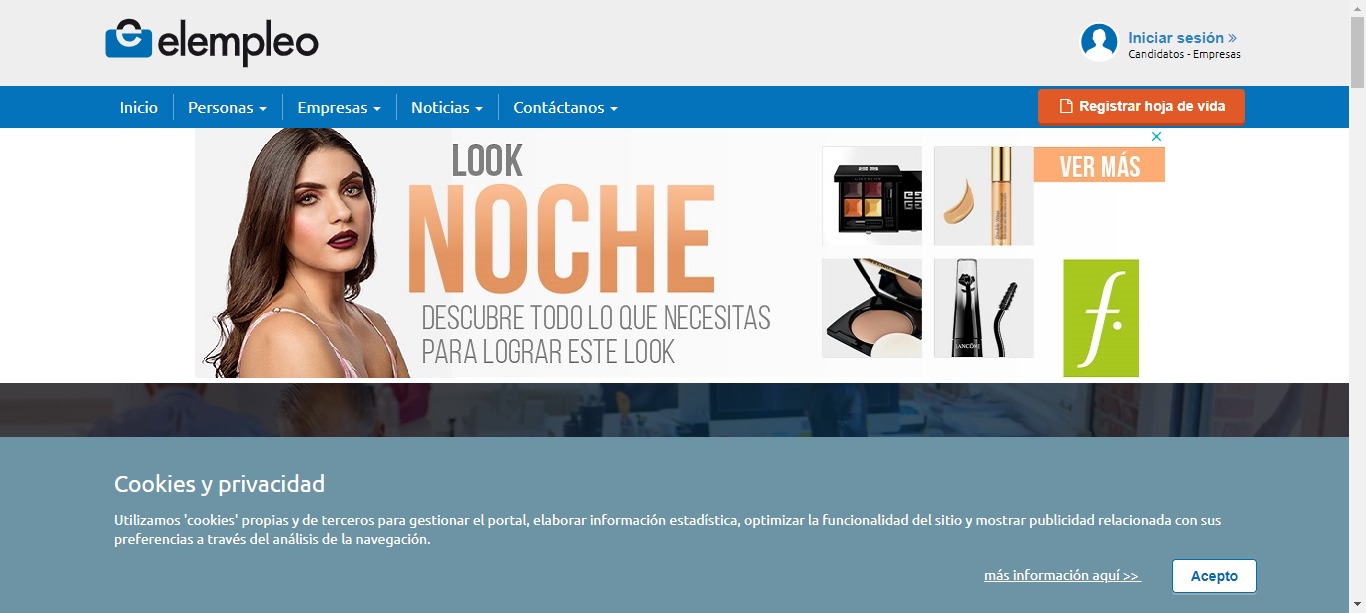 elempleo
Iniciar sesión »
Candidatos - Empresas
Inicio
Personas
Empresas
Noticias
Contáctanos
Registrar hoja de vida
LOOK
NOCHE
DESCUBRE TODO LO QUE NECESITAS
PARA LOGRAR ESTE LOOK
VER MÁS
LANCÔME
f.
Cookies y privacidad
Utilizamos 'cookies' propias y de terceros para gestionar el portal, elaborar información estadística, optimizar la funcionalidad del sitio y mostrar publicidad relacionada con sus
preferencias a través del análisis de la navegación.
más información aquí >>
Acepto